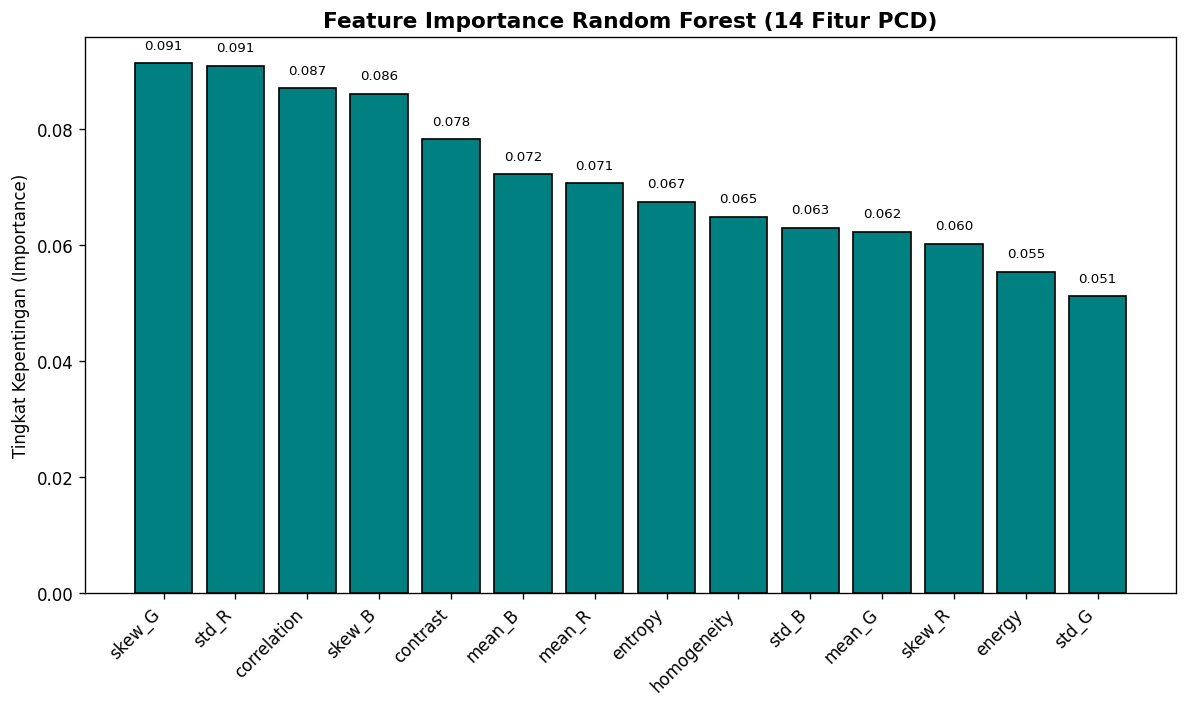 Feature Importance Random Forest (14 Fitur PCD)
Tingkat Kepentingan (Importance)
0.08
0.06
0.04
0.02
0.00
0.091
0.091
0.087
0.086
0.078
0.072
0.071
0.067
0.065
0.063
0.062
0.060
0.055
0.051
skew_G
std_R
correlation
skew_B
contrast
mean_B
mean_R
entropy
homogeneity
std_B
mean_G
skew_R
energy
std_G